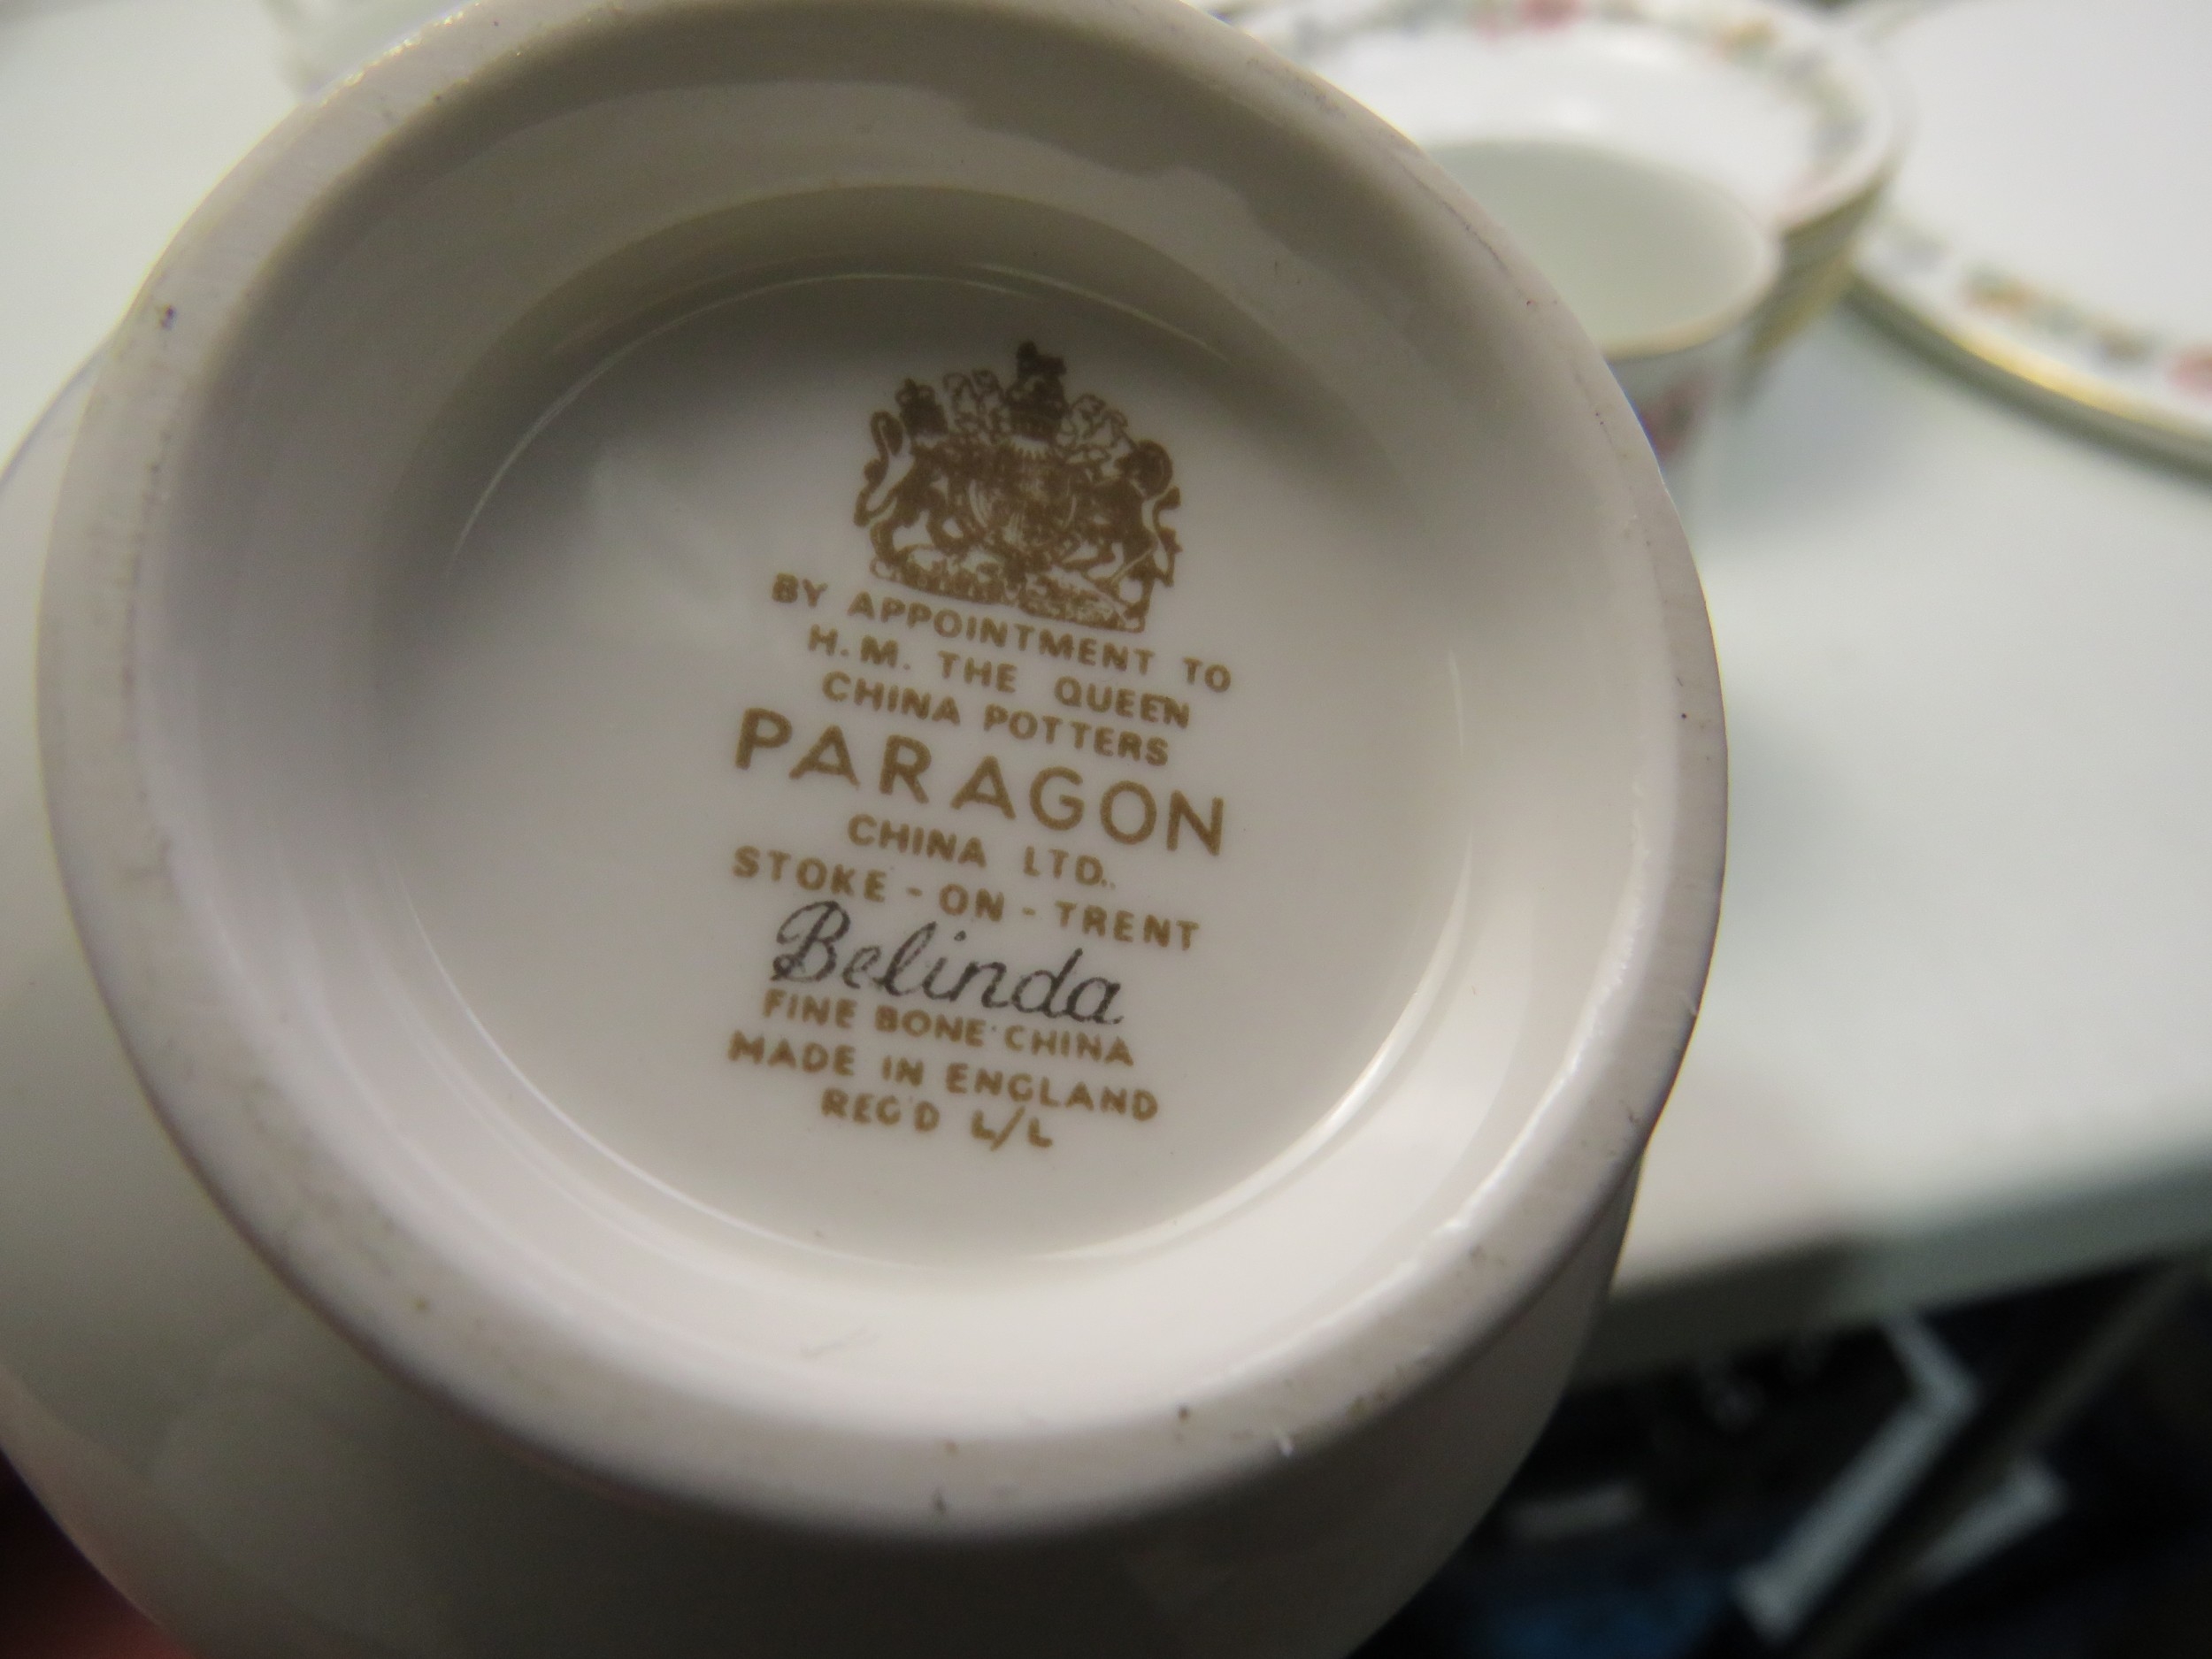 BY APPOINTMENT TO
H.M. THE QUEEN
CHINA POTTERS
PARAGON
CHINA LTD.
STOKE-ON-TRENT
Belinda
FINE BONE CHINA
MADE IN ENGLAND
REG'D L/L